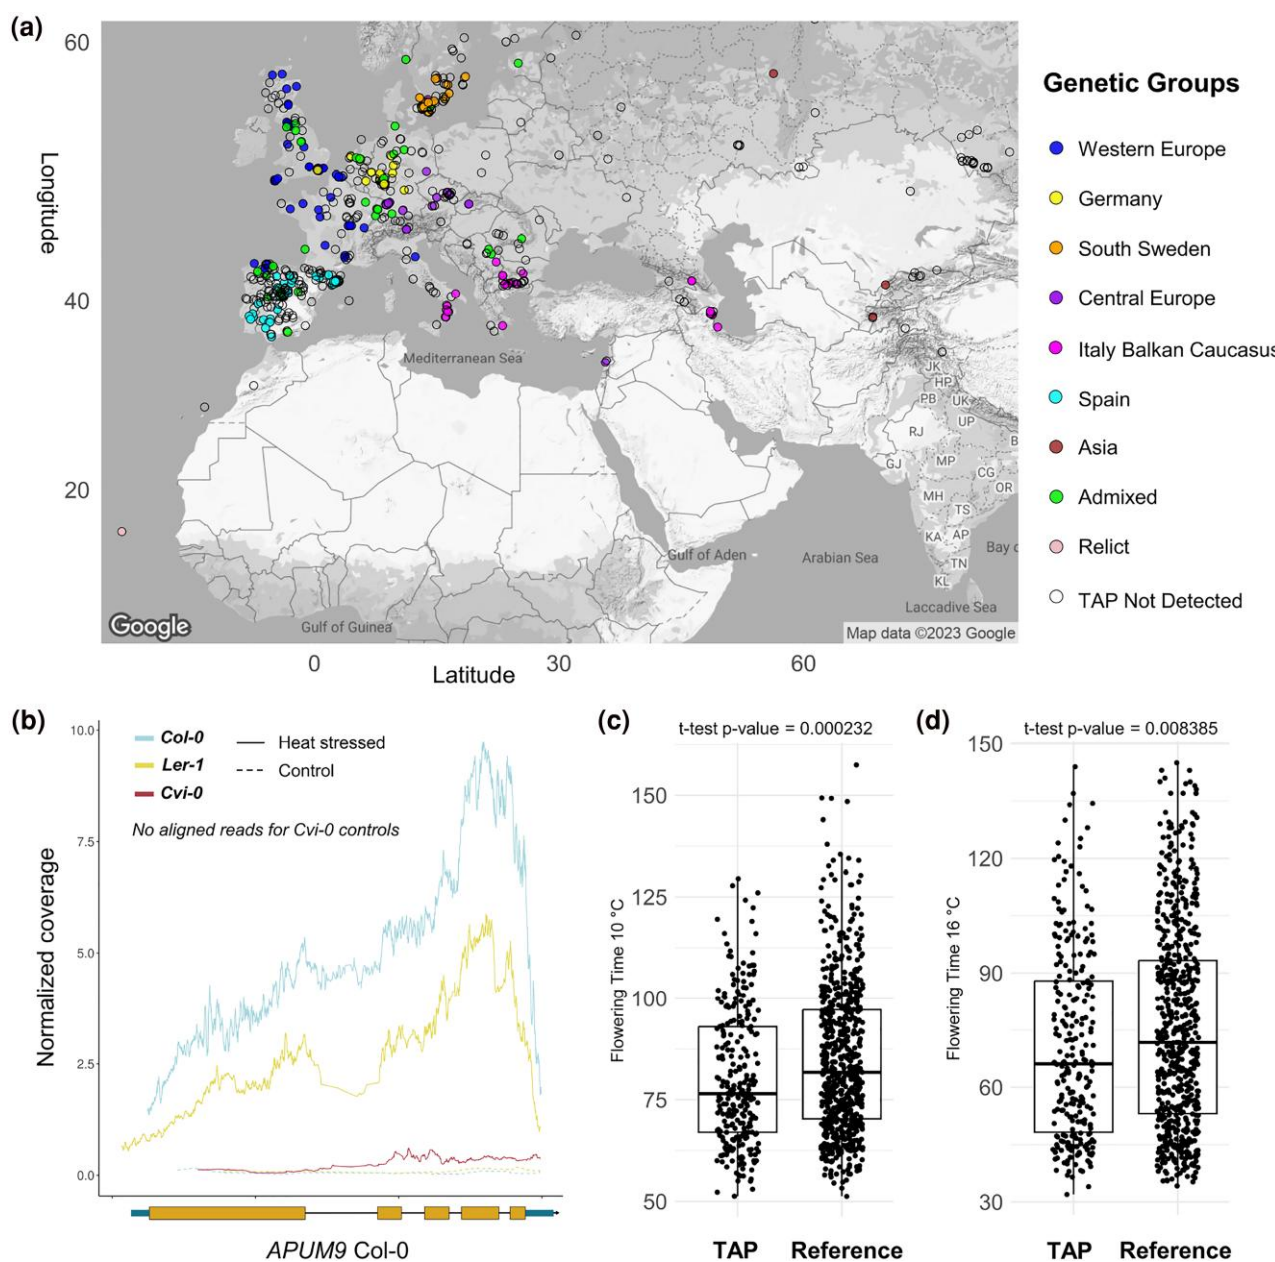 (a)
60
40
20
Longitude
0
30
60
Latitude
Mediterranean Sea
Gulf of Aden
Arabian Sea
Gulf of Guinea
Laccadive Sea
JK
HP
PB
UK
RJ
UP
GJ
MP
CG
OR
MH
TS
KA
AP
TN
KL
B
Bay
Google
Map data ©2023 Google
Genetic Groups
Western Europe
Germany
South Sweden
Central Europe
Italy Balkan Caucasus
Spain
Asia
Admixed
Relict
TAP Not Detected
(b)
10.0
7.5
5.0
2.5
0.0
Normalized coverage
Col-0
Ler-1
Cvi-0
Heat stressed
Control
No aligned reads for Cvi-0 controls
APUM9 Col-0
(c)
t-test p-value = 0.000232
150
125
100
75
50
Flowering Time 10 °C
TAP Reference
(d)
t-test p-value = 0.008385
150
120
90
60
30
Flowering Time 16 °C
TAP Reference